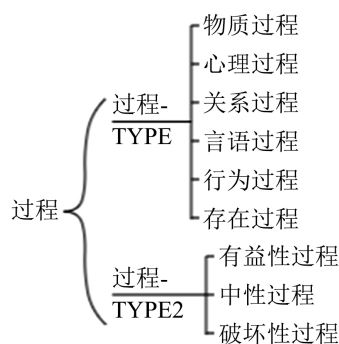 物质过程
心理过程
过程-
TYPE
关系过程
言语过程
行为过程
存在过程
过程
过程-
TYPE2
有益性过程
中性过程
破坏性过程